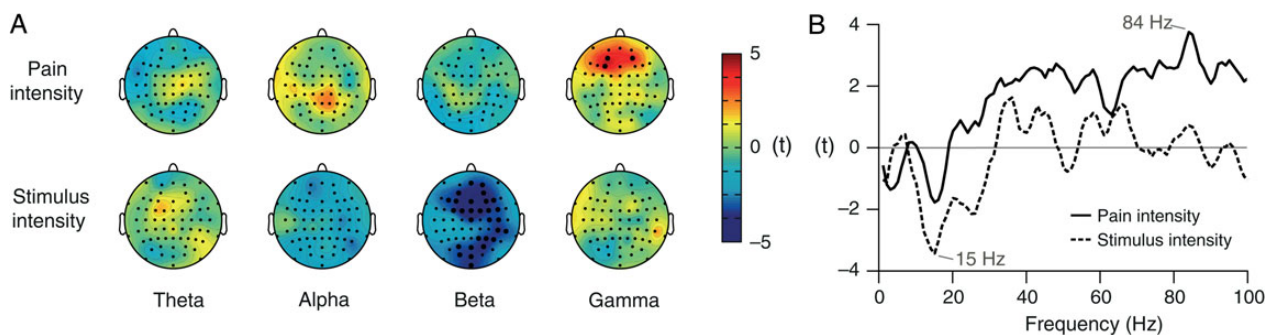 A
Pain
intensity
Stimulus
intensity
Theta
Alpha
Beta
Gamma
5
0
(t)
−5
B
84 Hz
4
2
(t)
0
−2
−4
15 Hz
Pain intensity
Stimulus intensity
0
20
40
60
80
100
Frequency (Hz)